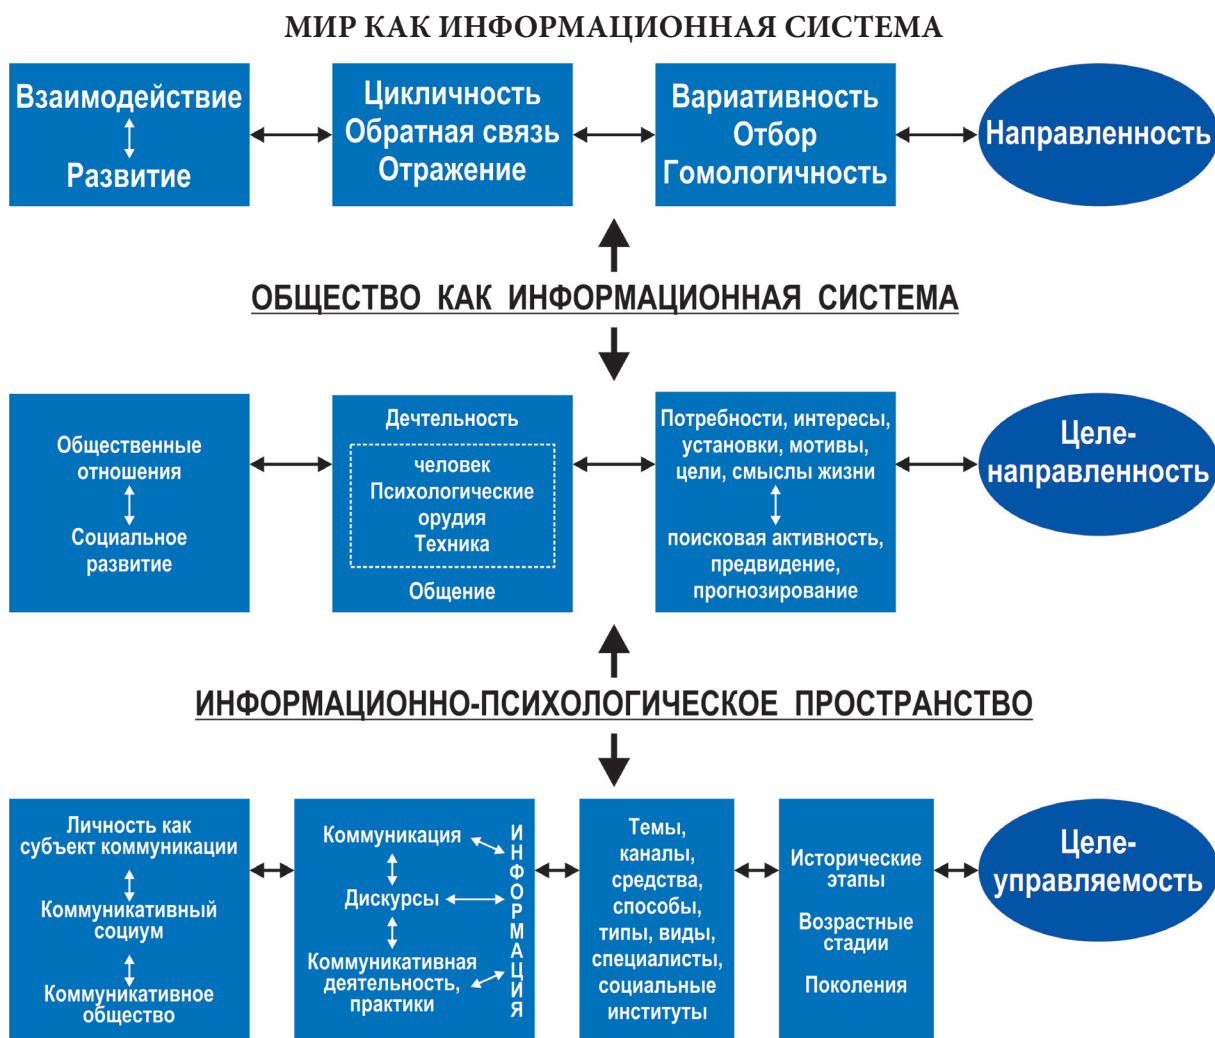 МИР КАК ИНФОРМАЦИОННАЯ СИСТЕМА
Взаимодействие
Развитие
Цикличность
Обратная связь
Отражение
Вариативность
Отбор
Гомологичность
Направленность
ОБЩЕСТВО КАК ИНФОРМАЦИОННАЯ СИСТЕМА
Общественные
отношения
Социальное
развитие
Дечтельность
человек
Психологические
орудия
Техника
Общение
Потребности, интересы,
установки, мотивы,
цели, смыслы жизни
поисковая активность,
предвидение,
прогнозирование
Целе-
направленность
ИНФОРМАЦИОННО-ПСИХОЛОГИЧЕСКОЕ ПРОСТРАНСТВО
Личность как
субъект коммуникации
Коммуникативный
социум
Коммуникативное
общество
Коммуникация
Дискурсы
Коммуникативная
деятельность,
практики
ИНФОРМАЦИЯ
Темы,
каналы,
средства,
способы,
типы, виды,
специалисты,
социальные
институты
Исторические
этапы
Возрастные
стадии
Поколения
Целе-
управляемость